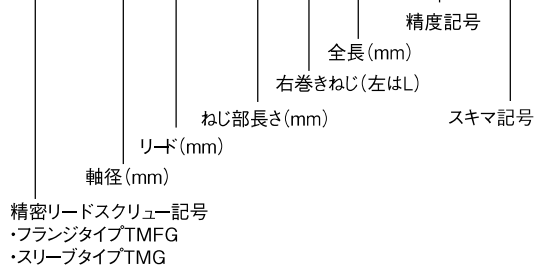 精度記号
全長(mm)
右巻きねじ(左はL)
ねじ部長さ(mm)
スキマ記号
リード(mm)
軸径(mm)
精密リードスクリュー記号
・フランジタイプTMFG
・スリーブタイプTMG